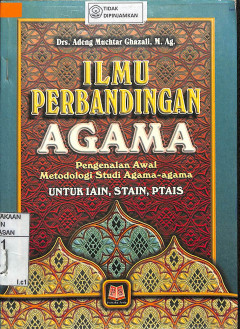 TIDAK
DIPINJAMKAN
Drs. Adeng Muchtar Ghazali, M. Ag.
ILMU
PERBANDINGAN
AGAMA
Pengenalan Awal
Metodologi Studi Agama-agama
UNTUK IAIN, STAIN, PTAIS